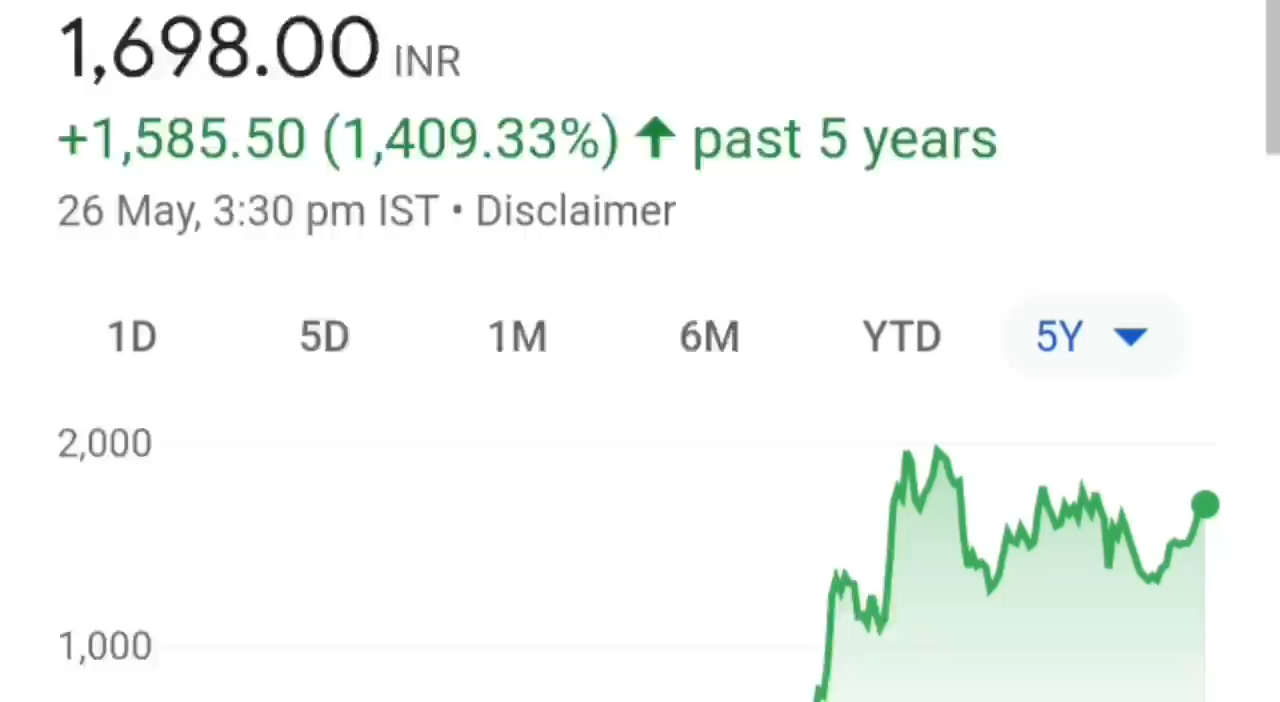 1,698.00 INR
+1,585.50 (1,409.33%) ↑ past 5 years
26 May, 3:30 pm IST • Disclaimer
1D 5D 1M 6M YTD 5Y
2,000
1,000